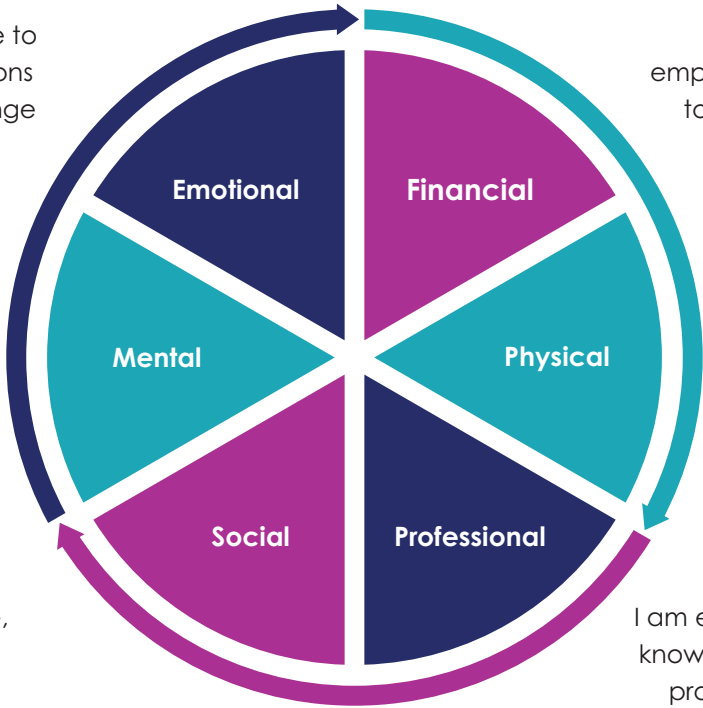 e to
ons
nge
emp
to
Emotional
Financial
Mental
Physical
Social
Professional
I am e
know
pro